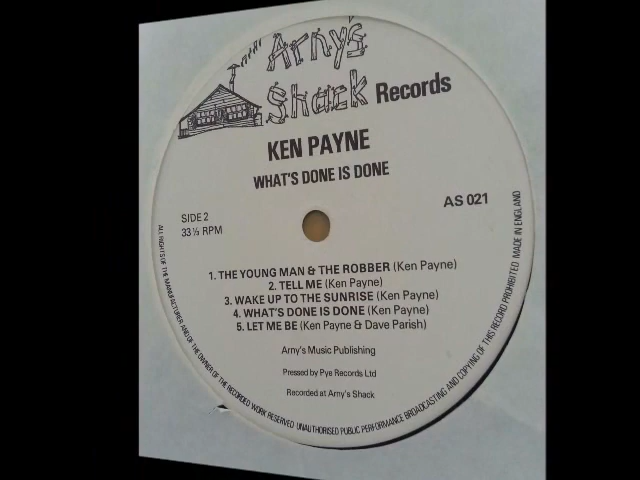 Arny's
Shack Records
KEN PAYNE
WHAT'S DONE IS DONE
SIDE 2
33⅓ RPM
AS 021
1. THE YOUNG MAN & THE ROBBER (Ken Payne)
2. TELL ME (Ken Payne)
3. WAKE UP TO THE SUNRISE (Ken Payne)
4. WHAT'S DONE IS DONE (Ken Payne)
5. LET ME BE (Ken Payne & Dave Parish)
Arny's Music Publishing
Pressed by Pye Records Ltd
Recorded at Arny's Shack
ALL RIGHTS OF THE MANUFACTURER AND OF THE OWNER OF THE RECORDED WORK RESERVED UNAUTHORISED PUBLIC PERFORMANCE BROADCASTING AND COPYING OF THIS RECORD PROHIBITED MADE IN ENGLAND